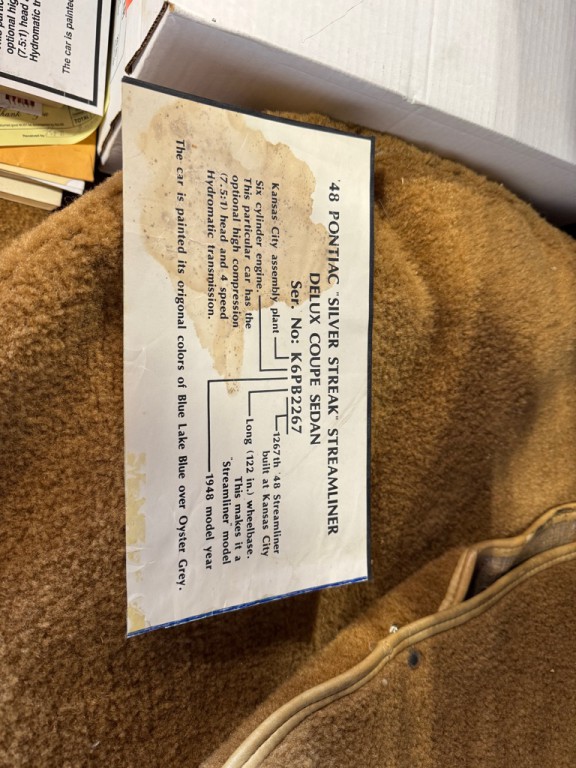 '48 PONTIAC "SILVER STREAK" STREAMLINER
DELUX COUPE SEDAN
Ser. No: K6PB2267
Kansas City assembly plant
Six cylinder engine.
This particular car has the
optional high compression
(7.5:1) head and 4 speed
Hydromatic transmission.
1267th '48 Streamliner
built at Kansas City
Long (122 in.) wheelbase.
This makes it a
"Streamliner" model
1948 model year
The car is painted its origonal colors of Blue Lake Blue over Oyster Grey.
optional hig
(7.5:1) head
Hydromatic tr
The car is painted